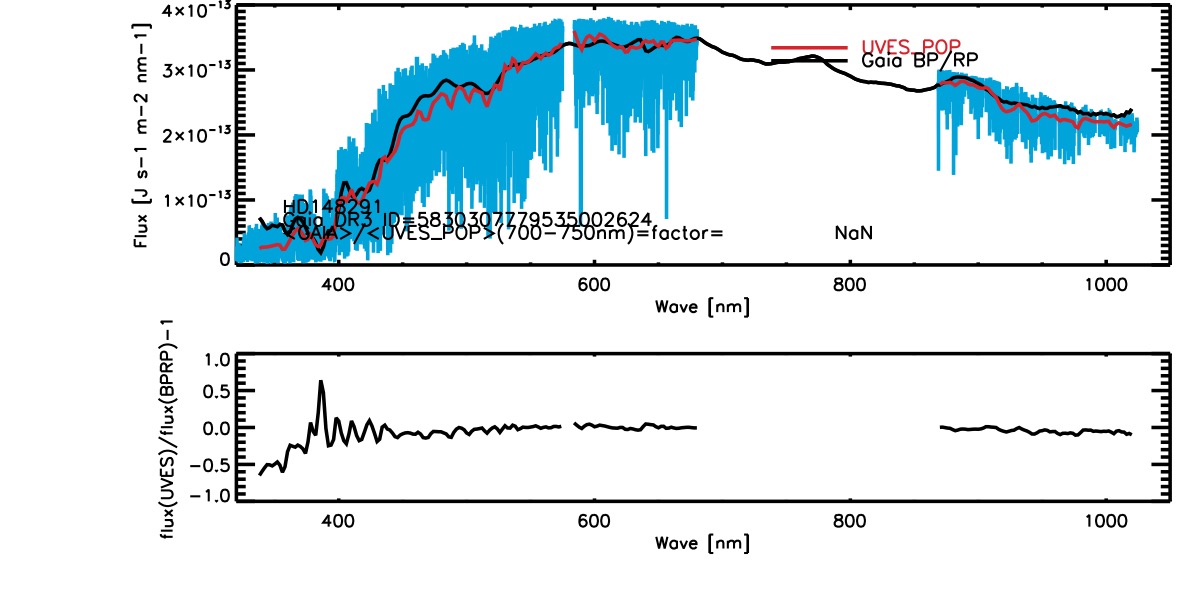 4×10−13
3×10−13
2×10−13
1×10−13
0
Flux [J s−1 m−2 nm−1]
UVES_POP
Gaia BP/RP
HD148291
Gaia DR3 ID=5830307779535002624
<GAIA>/<UVES_POP>(700−750nm)=factor= NaN
400 600 800 1000
Wave [nm]
1.0
0.5
0.0
−0.5
−1.0
flux(UVES)/flux(BPRP)−1
400 600 800 1000
Wave [nm]